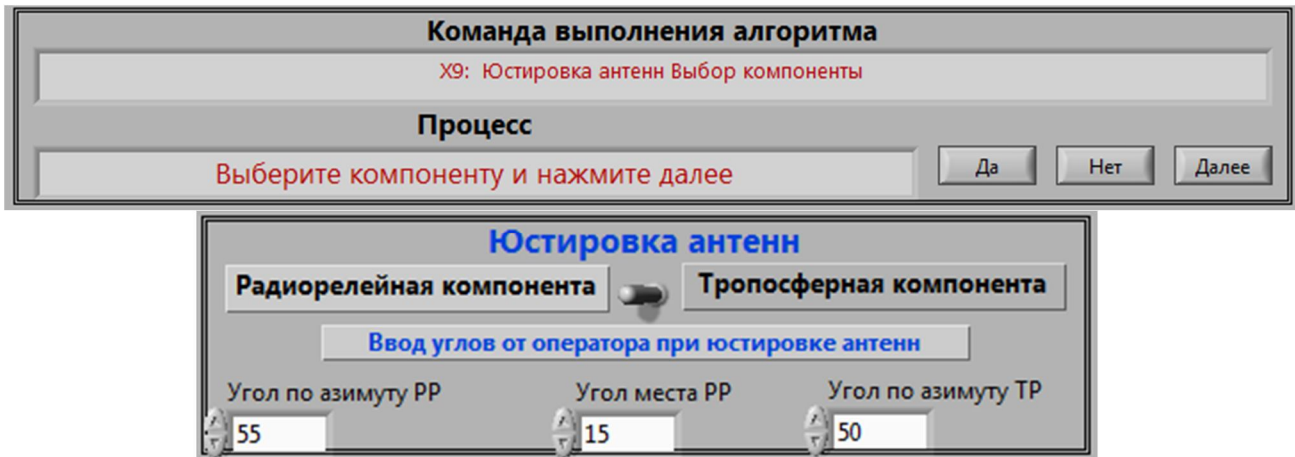 Команда выполнения алгоритма
X9: Юстировка антенн Выбор компоненты
Процесс
Выберите компоненту и нажмите далее
Да Нет Далее
Юстировка антенн
Радиорелейная компонента Тропосферная компонента
Ввод углов от оператора при юстировке антенн
Угол по азимуту РР Угол места РР Угол по азимуту ТР
55 15 50